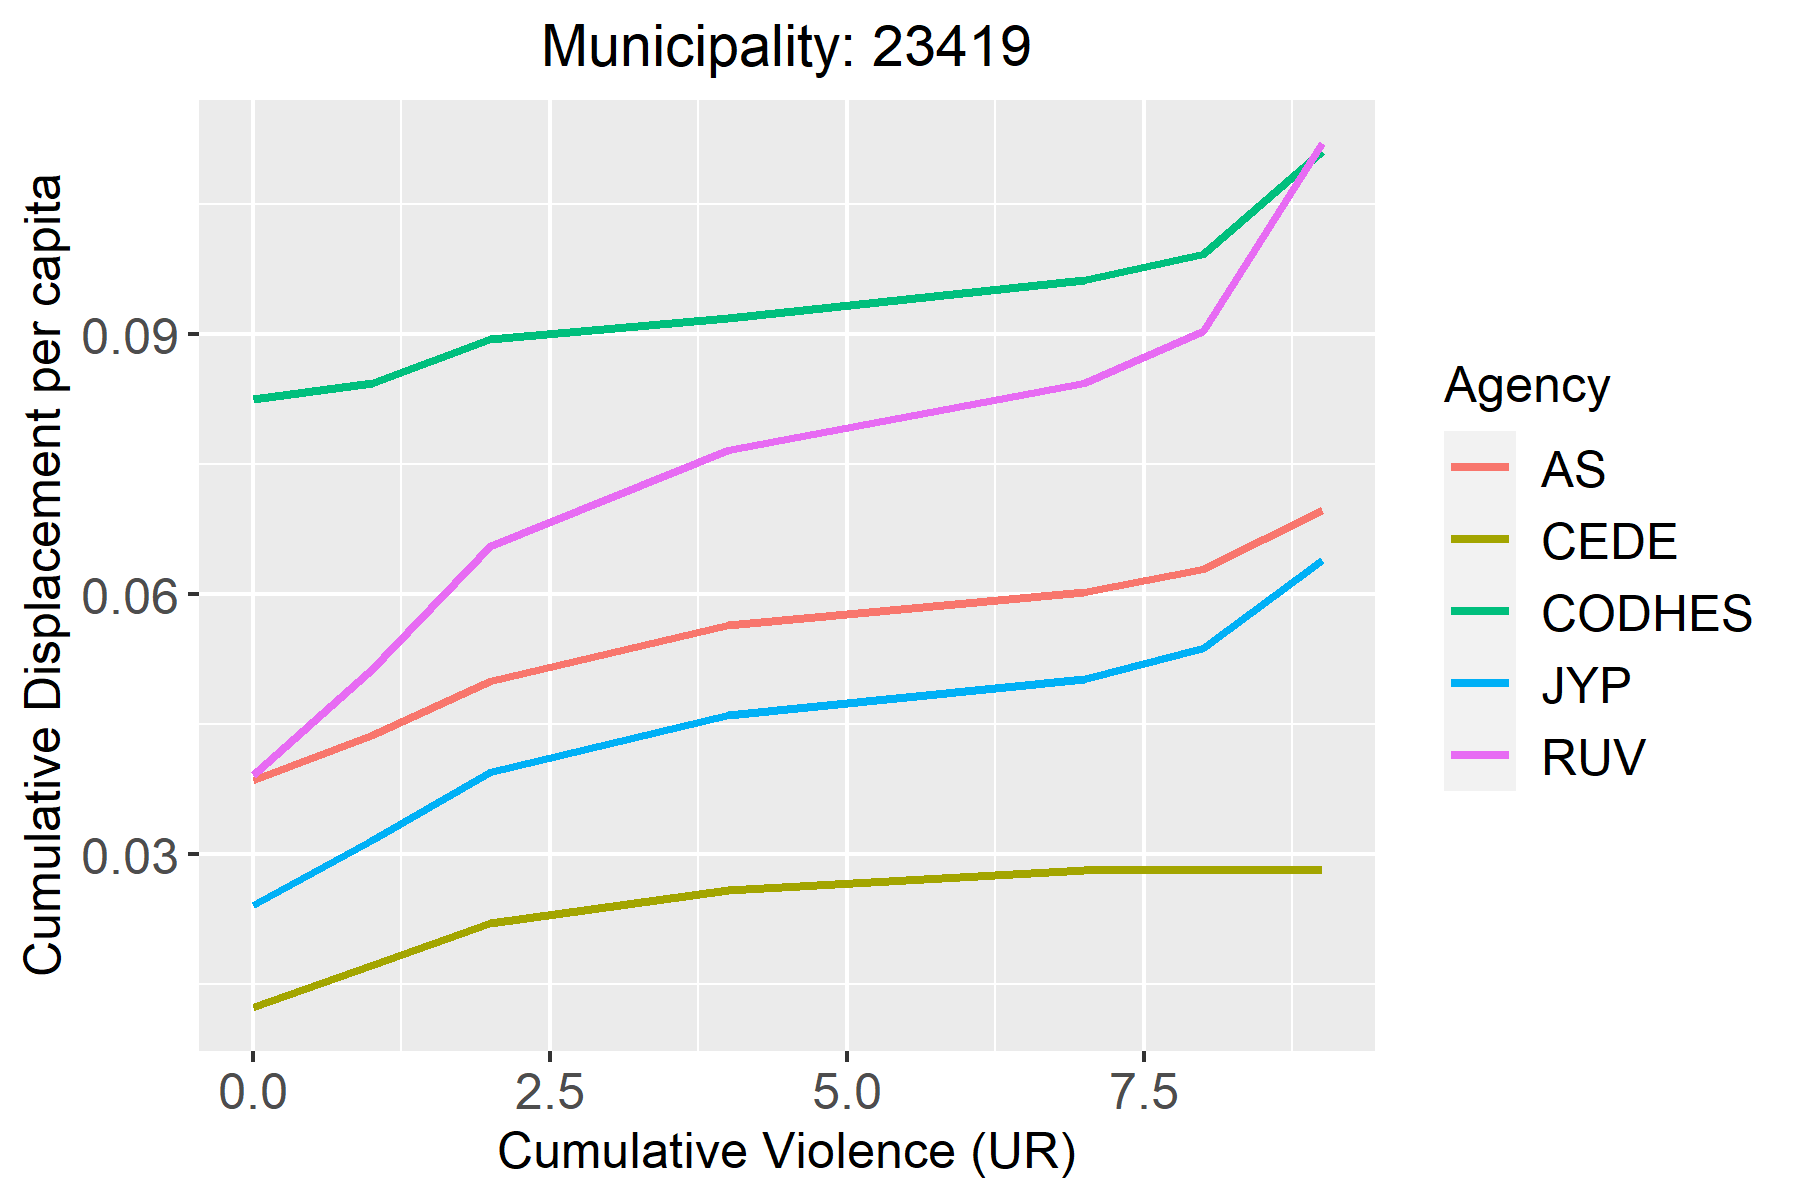 Municipality: 23419
Cumulative Displacement per capita
0.09
0.06
0.03
0.0 2.5 5.0 7.5
Cumulative Violence (UR)
Agency
AS
CEDE
CODHES
JYP
RUV